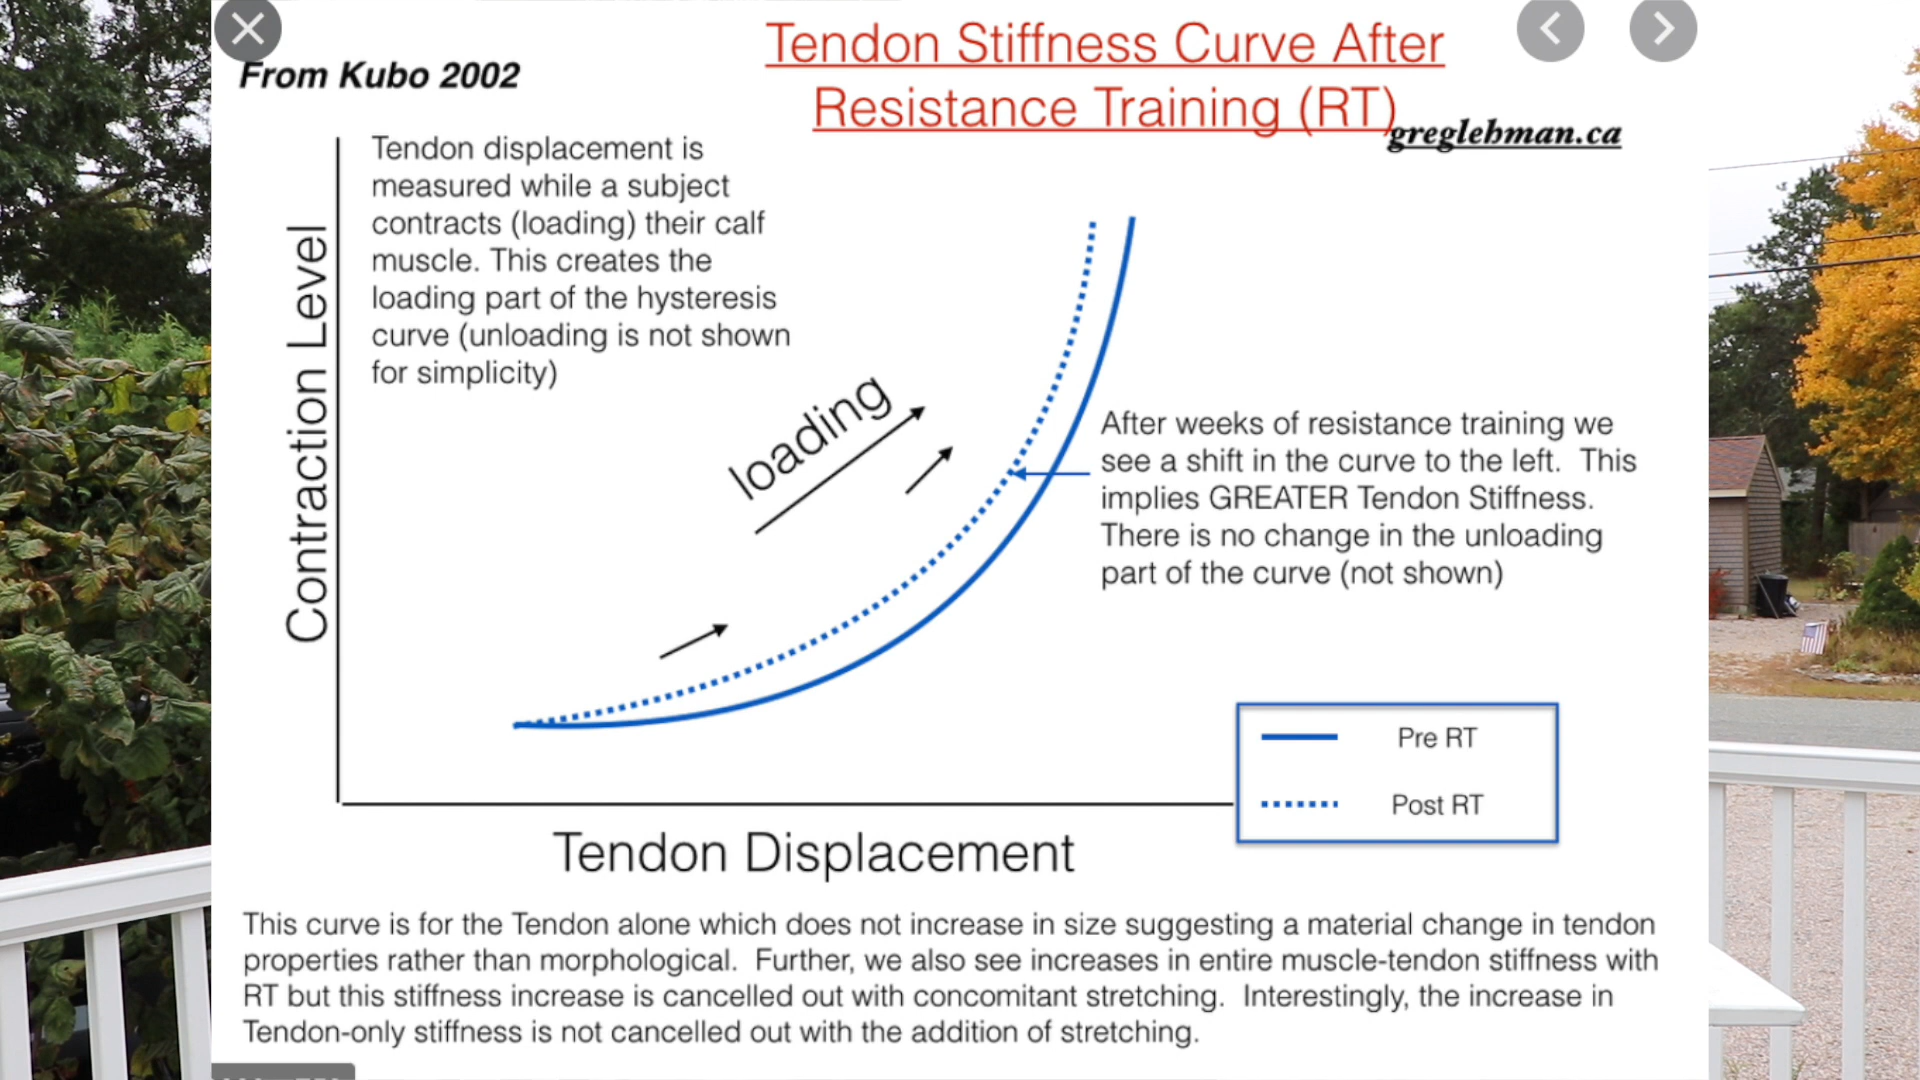 From Kubo 2002
Tendon Stiffness Curve After
Resistance Training (RT)
greglehman.ca
Tendon displacement is
measured while a subject
contracts (loading) their calf
muscle. This creates the
loading part of the hysteresis
curve (unloading is not shown
for simplicity)
Contraction Level
loading
After weeks of resistance training we
see a shift in the curve to the left. This
implies GREATER Tendon Stiffness.
There is no change in the unloading
part of the curve (not shown)
Pre RT
Post RT
Tendon Displacement
This curve is for the Tendon alone which does not increase in size suggesting a material change in tendon
properties rather than morphological. Further, we also see increases in entire muscle-tendon stiffness with
RT but this stiffness increase is cancelled out with concomitant stretching. Interestingly, the increase in
Tendon-only stiffness is not cancelled out with the addition of stretching.